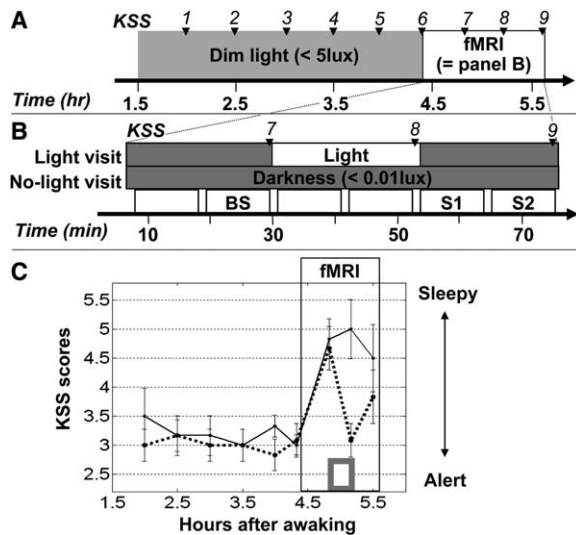 A
KSS 1 2 3 4 5 6 7 8 9
Dim light (< 5lux)
fMRI
(= panel B)
Time (hr) 1.5 2.5 3.5 4.5 5.5
B
KSS 7 8 9
Light visit Light
No-light visit Darkness (< 0.01lux)
BS S1 S2
Time (min) 10 30 50 70
C
fMRI
5.5
5
4.5
4
3.5
3
2.5
KSS scores
1.5 2.5 3.5 4.5 5.5
Hours after awaking
Sleepy
Alert